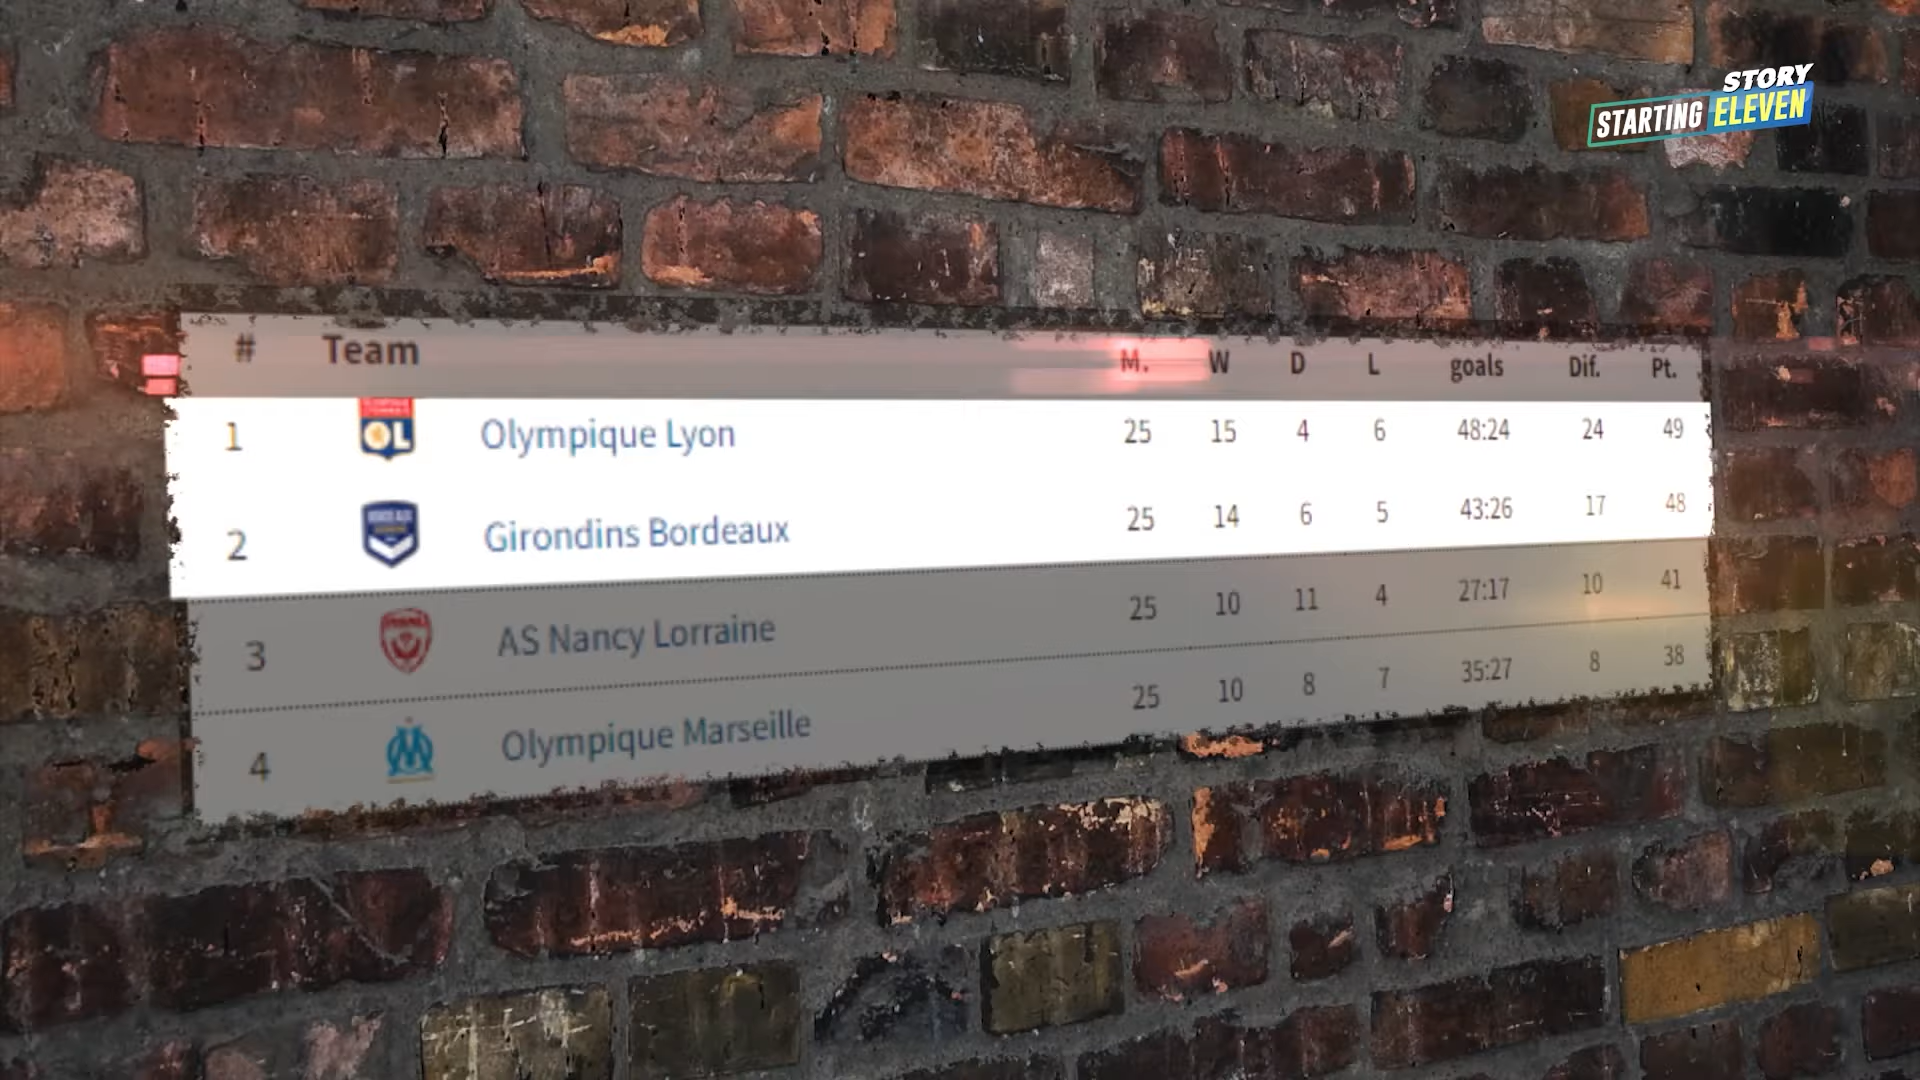 STORY
STARTING ELEVEN
# Team M. W D L goals Dif. Pt.
1 OL Olympique Lyon 25 15 4 6 48:24 24 49
2 Girondins Bordeaux 25 14 6 5 43:26 17 48
3 AS Nancy Lorraine 25 10 11 4 27:17 10 41
4 Olympique Marseille 25 10 8 7 35:27 8 38